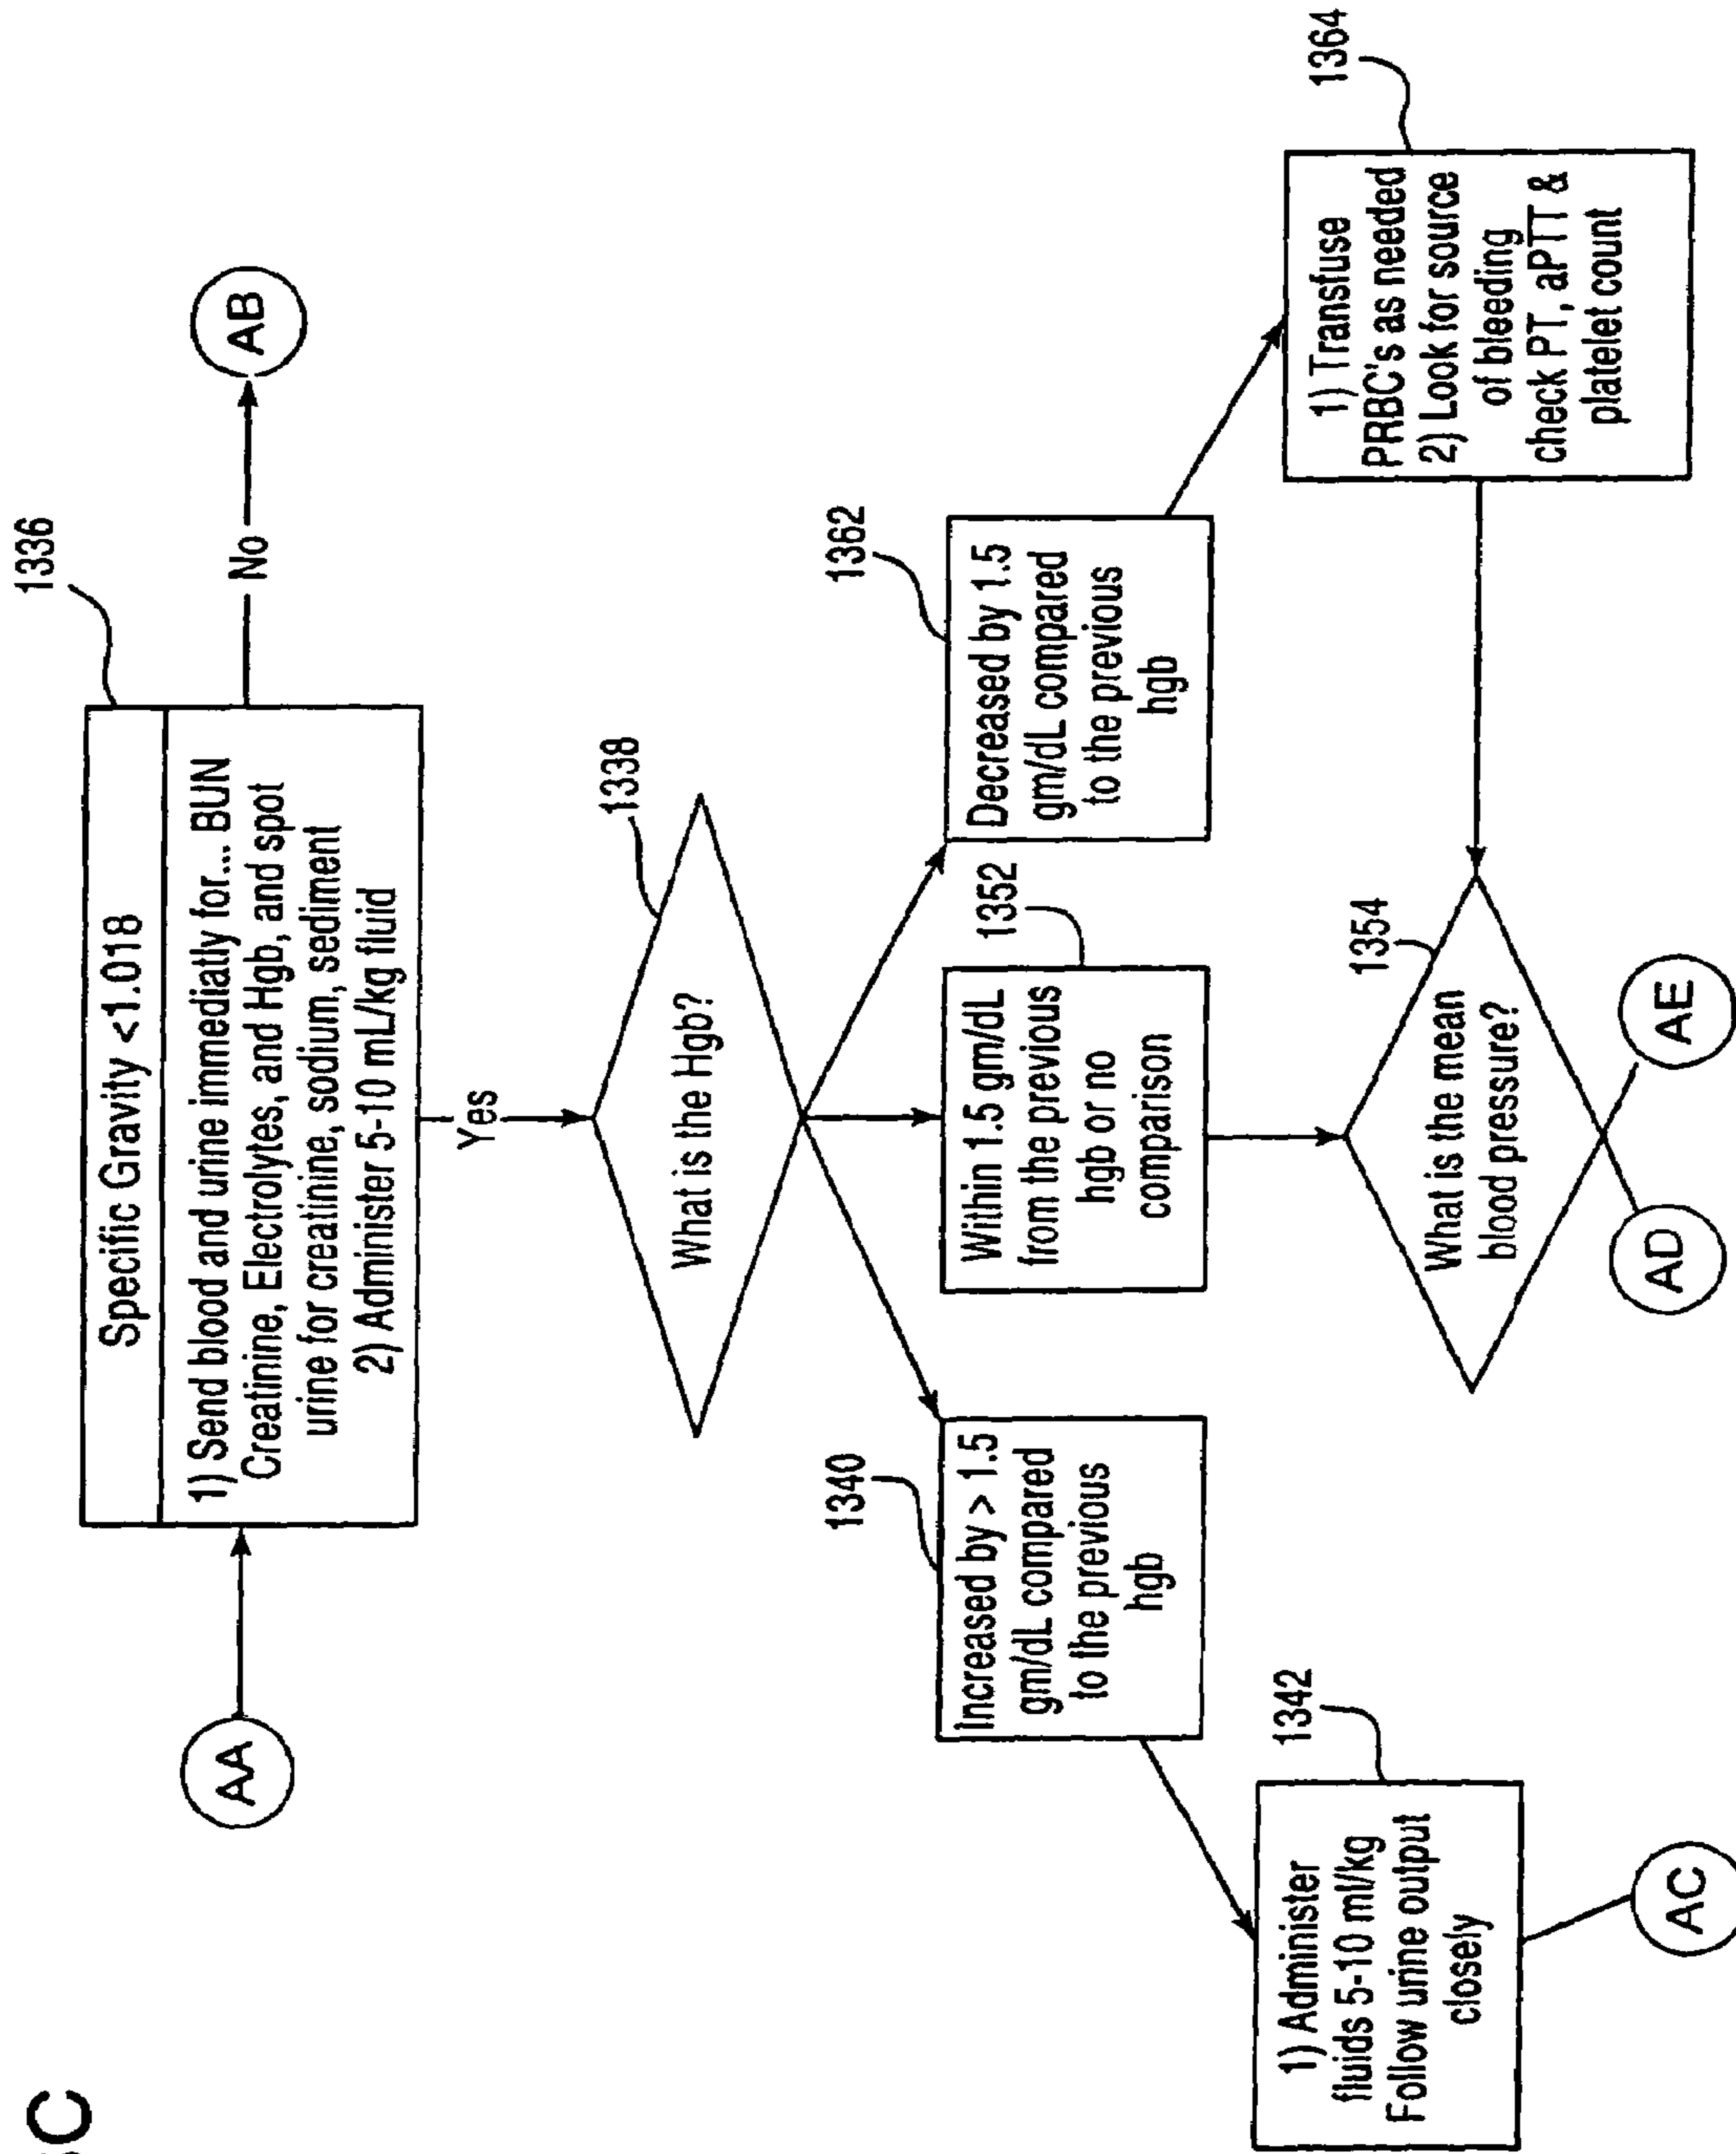 3C
1336
Specific Gravity <1.018
1) Send blood and urine immediatly for... BUN
Creatinine, Electrolytes, and Hgb, and spot
urine for creatinine, sodium, sediment
2) Administer 5-10 mL/kg fluid
AA
No
AB
Yes
1338
What is the Hgb?
1340
Increased by > 1.5
gm/dL compared
to the previous
hgb
1352
Within 1.5 gm/dL
from the previous
hgb or no
comparison
1362
Decreased by 1.5
gm/dL compared
to the previous
hgb
1342
1) Administer
fluids 5-10 ml/kg
Follow urine output
closely
AC
1354
What is the mean
blood pressure?
AD
AE
1364
1) Transfuse
PRBC's as needed
2) Look for source
of bleeding
check PT, aPTT &
platelet count